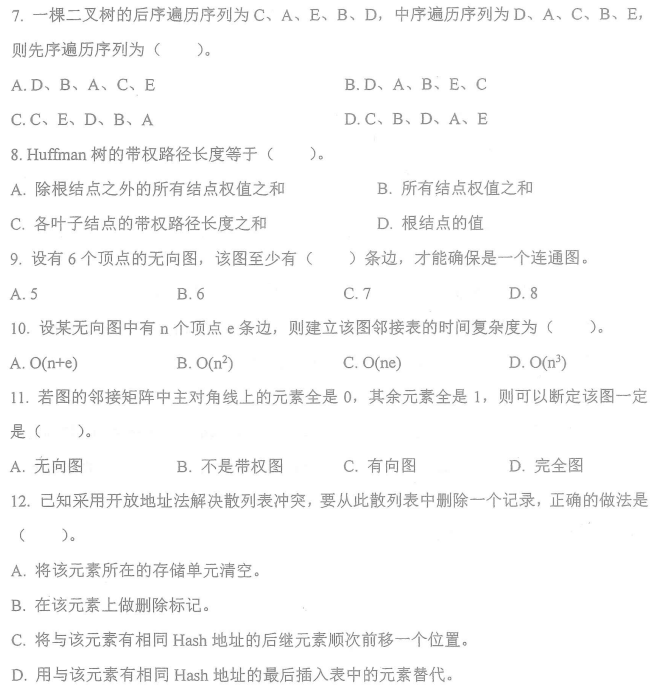 7. 一棵二叉树的后序遍历序列为 C、A、E、B、D，中序遍历序列为 D、A、C、B、E，
则先序遍历序列为（　　）。
A. D、B、A、C、E　　B. D、A、B、E、C
C. C、E、D、B、A　　D. C、B、D、A、E
8. Huffman 树的带权路径长度等于（　　）。
A. 除根结点之外的所有结点权值之和　　B. 所有结点权值之和
C. 各叶子结点的带权路径长度之和　　D. 根结点的值
9. 设有 6 个顶点的无向图，该图至少有（　　）条边，才能确保是一个连通图。
A. 5　　B. 6　　C. 7　　D. 8
10. 设某无向图中有 n 个顶点 e 条边，则建立该图邻接表的时间复杂度为（　　）。
A. O(n+e)　　B. O(n²)　　C. O(ne)　　D. O(n³)
11. 若图的邻接矩阵中主对角线上的元素全是 0，其余元素全是 1，则可以断定该图一定
是（　　）。
A. 无向图　　B. 不是带权图　　C. 有向图　　D. 完全图
12. 已知采用开放地址法解决散列表冲突，要从此散列表中删除一个记录，正确的做法是
（　　）。
A. 将该元素所在的存储单元清空。
B. 在该元素上做删除标记。
C. 将与该元素有相同 Hash 地址的后继元素顺次前移一个位置。
D. 用与该元素有相同 Hash 地址的最后插入表中的元素替代。